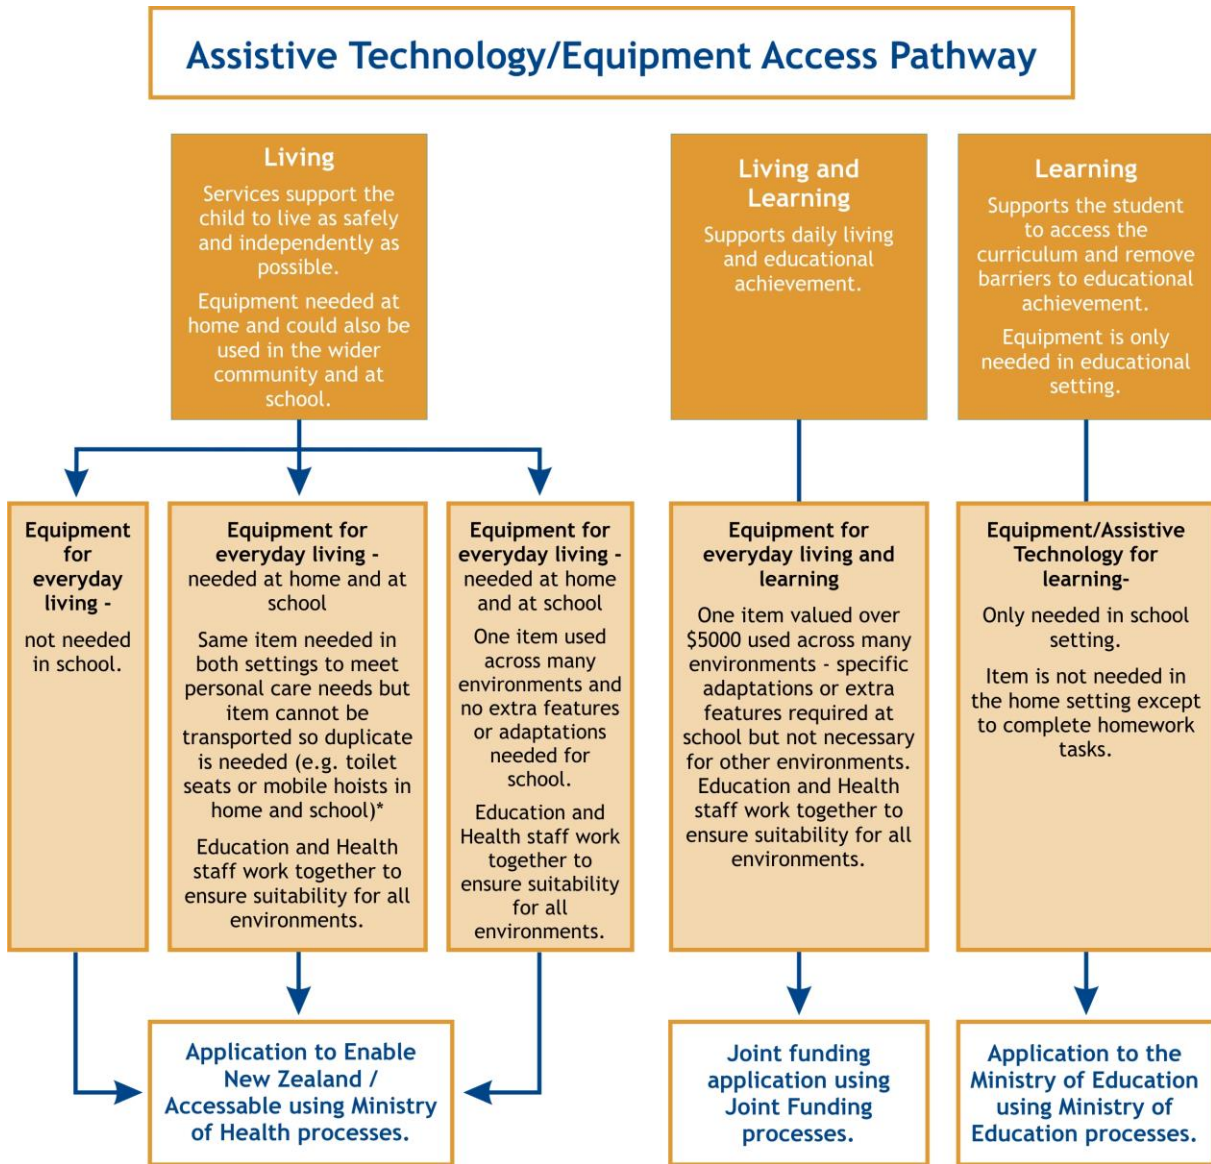 Assistive Technology/Equipment Access Pathway
Living
Services support the
child to live as safely
and independently as
possible.
Equipment needed at
home and could also be
used in the wider
community and at
school.
Living and
Learning
Supports daily living
and educational
achievement.
Learning
Supports the student
to access the
curriculum and remove
barriers to educational
achievement.
Equipment is only
needed in educational
setting.
Equipment
for
everyday
living -
not needed
in school.
Equipment for
everyday living -
needed at home and at
school
Same item needed in
both settings to meet
personal care needs but
item cannot be
transported so duplicate
is needed (e.g. toilet
seats or mobile hoists in
home and school)*
Education and Health
staff work together to
ensure suitability for all
environments.
Equipment for
everyday living -
needed at home
and at school
One item used
across many
environments and
no extra features
or adaptations
needed for
school.
Education and
Health staff work
together to
ensure suitability
for all
environments.
Equipment for
everyday living and
learning
One item valued over
$5000 used across many
environments - specific
adaptations or extra
features required at
school but not necessary
for other environments.
Education and Health
staff work together to
ensure suitability for all
environments.
Equipment/Assistive
Technology for
learning-
Only needed in school
setting.
Item is not needed in
the home setting except
to complete homework
tasks.
Application to Enable
New Zealand /
Accessable using Ministry
of Health processes.
Joint funding
application using
Joint Funding
processes.
Application to the
Ministry of Education
using Ministry of
Education processes.